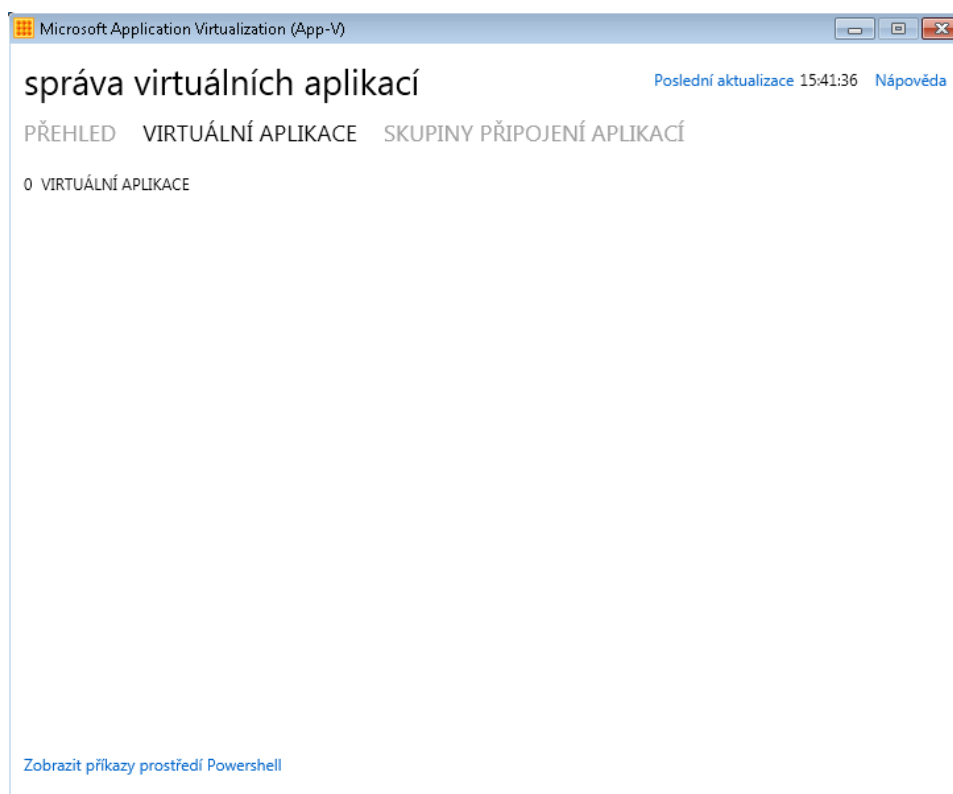 Microsoft Application Virtualization (App-V)
správa virtuálních aplikací
Poslední aktualizace 15:41:36 Nápověda
PŘEHLED VIRTUÁLNÍ APLIKACE SKUPINY PŘIPOJENÍ APLIKACÍ
0 VIRTUÁLNÍ APLIKACE
Zobrazit příkazy prostředí Powershell